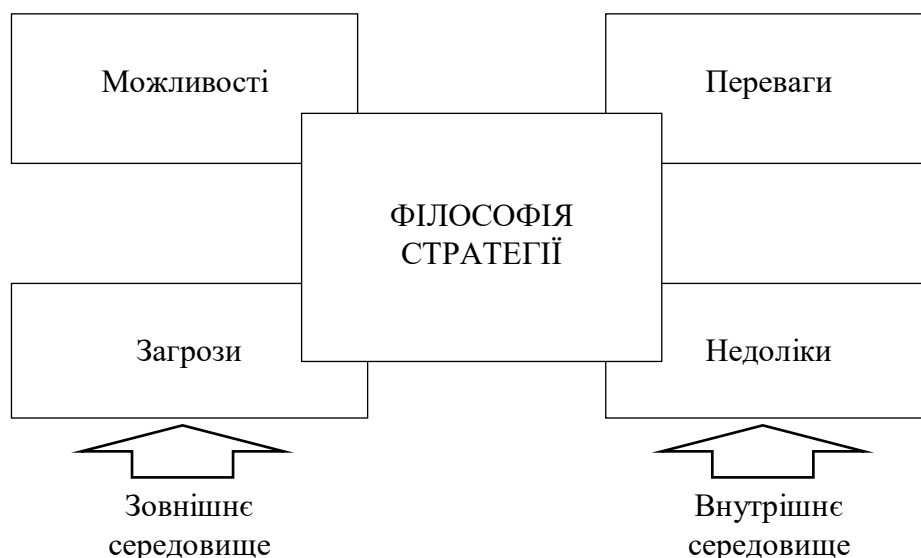 Можливості
Переваги
ФІЛОСОФІЯ
СТРАТЕГІЇ
Загрози
Недоліки
Зовнішнє
середовище
Внутрішнє
середовище